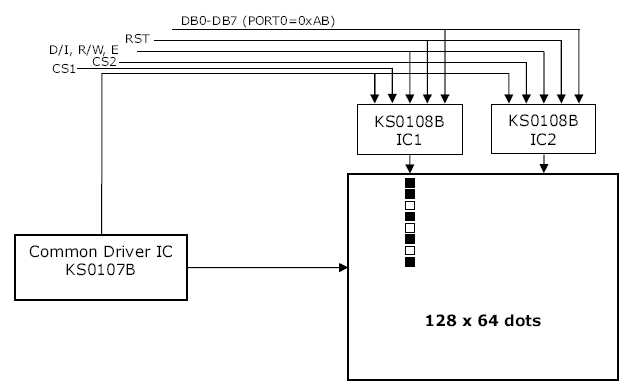 DB0-DB7 (PORT0=0xAB)
RST
D/I, R/W, E
CS2
CS1
KS0108B
IC1
KS0108B
IC2
Common Driver IC
KS0107B
128 x 64 dots